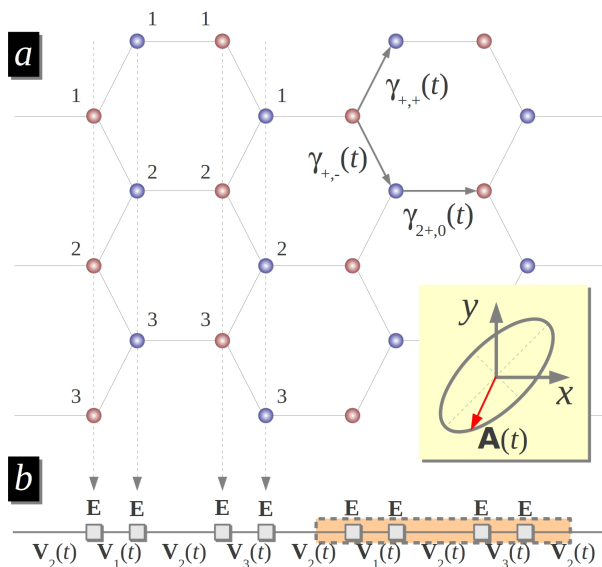 a
1 1
1 1
γ+,+(t)
2 2
γ+,-(t)
γ2+,0(t)
2 2
3 3
3 3
y
x
A(t)
b
E E E E E E E E
V2(t) V1(t) V2(t) V3(t) V2(t) V1(t) V2(t) V3(t) V2(t)